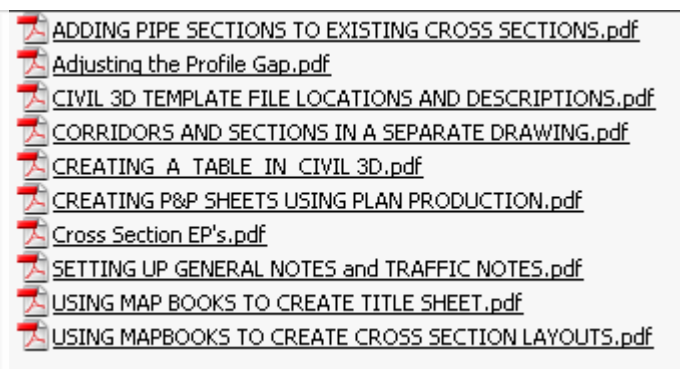 ADDING PIPE SECTIONS TO EXISTING CROSS SECTIONS.pdf
Adjusting the Profile Gap.pdf
CIVIL 3D TEMPLATE FILE LOCATIONS AND DESCRIPTIONS.pdf
CORRIDORS AND SECTIONS IN A SEPARATE DRAWING.pdf
CREATING A TABLE IN CIVIL 3D.pdf
CREATING P&P SHEETS USING PLAN PRODUCTION.pdf
Cross Section EP's.pdf
SETTING UP GENERAL NOTES and TRAFFIC NOTES.pdf
USING MAP BOOKS TO CREATE TITLE SHEET.pdf
USING MAPBOOKS TO CREATE CROSS SECTION LAYOUTS.pdf